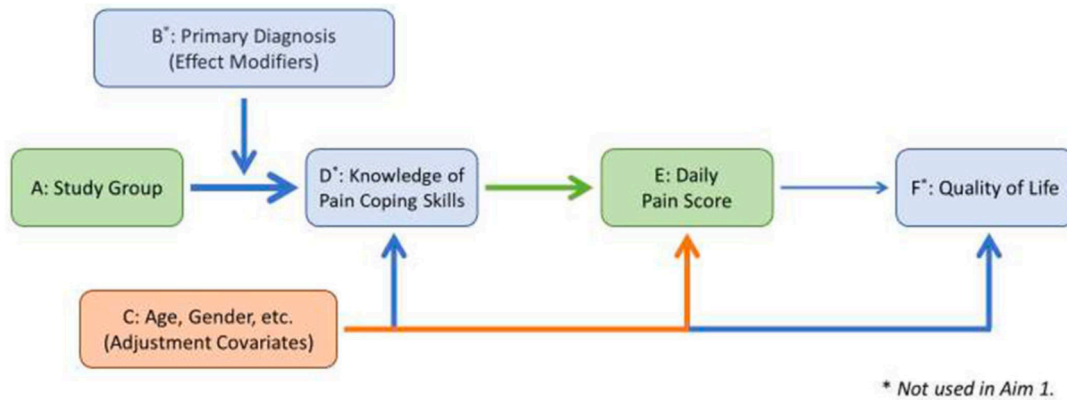 B*: Primary Diagnosis
(Effect Modifiers)
A: Study Group
D*: Knowledge of
Pain Coping Skills
E: Daily
Pain Score
F*: Quality of Life
C: Age, Gender, etc.
(Adjustment Covariates)
* Not used in Aim 1.